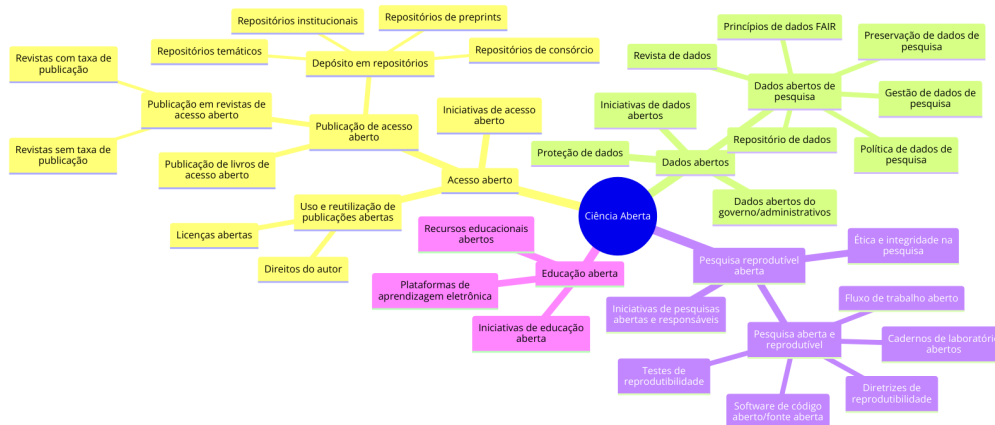 Ciência Aberta
Acesso aberto
Iniciativas de acesso
aberto
Publicação de acesso
aberto
Depósito em repositórios
Repositórios temáticos
Repositórios institucionais
Repositórios de preprints
Repositórios de consórcio
Publicação em revistas de
acesso aberto
Revistas com taxa de
publicação
Revistas sem taxa de
publicação
Publicação de livros de
acesso aberto
Uso e reutilização de
publicações abertas
Licenças abertas
Direitos do autor
Dados abertos
Iniciativas de dados
abertos
Proteção de dados
Dados abertos do
governo/administrativos
Dados abertos de
pesquisa
Revista de dados
Princípios de dados FAIR
Preservação de dados de
pesquisa
Gestão de dados de
pesquisa
Política de dados de
pesquisa
Repositório de dados
Pesquisa reprodutível
aberta
Ética e integridade na
pesquisa
Iniciativas de pesquisas
abertas e responsáveis
Pesquisa aberta e
reprodutível
Fluxo de trabalho aberto
Cadernos de laboratório
abertos
Diretrizes de
reprodutibilidade
Software de código
aberto/fonte aberta
Testes de
reprodutibilidade
Educação aberta
Recursos educacionais
abertos
Plataformas de
aprendizagem eletrônica
Iniciativas de educação
aberta